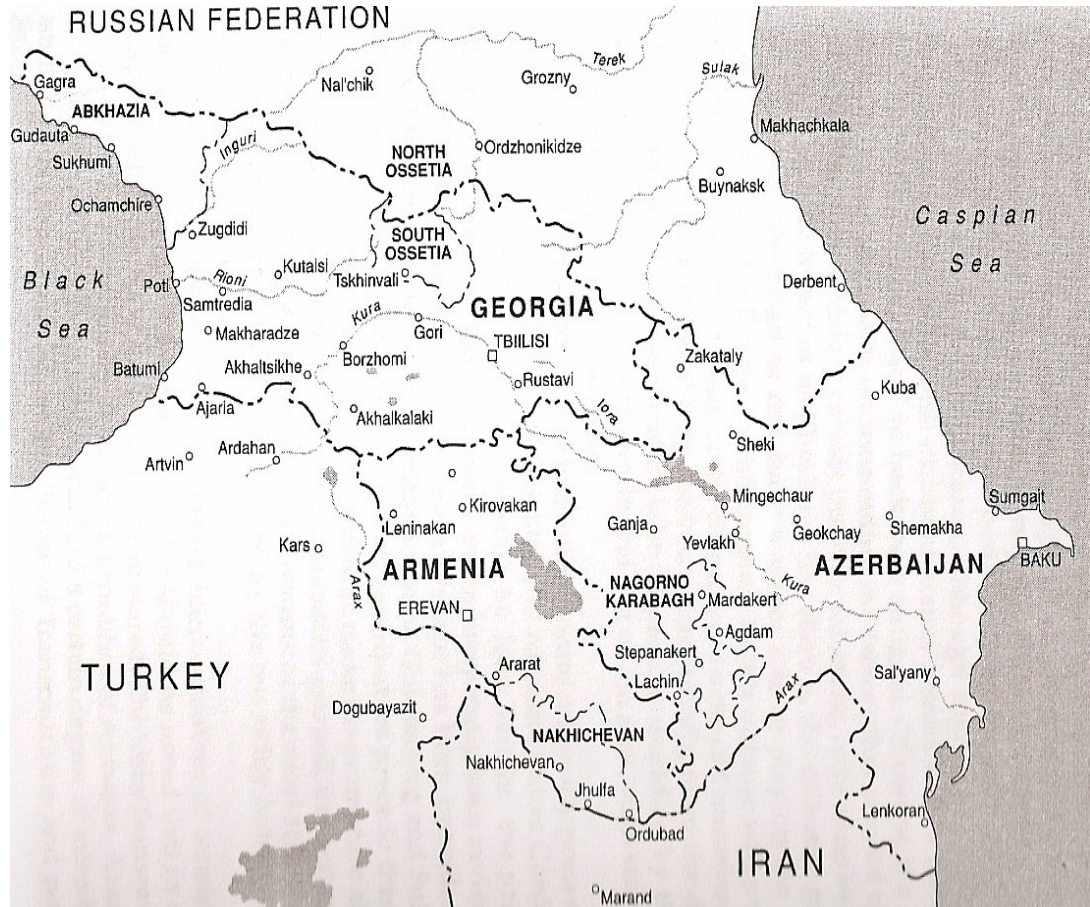 RUSSIAN FEDERATION
Terek
Sulak
Gagra
Nal'chik
Grozny
ABKHAZIA
Gudauta
Inguri
Makhachkala
Sukhumi
NORTH
OSSETIA
Ordzhonikidze
Buynaksk
Ochamchire
Caspian
Sea
Zugdidi
SOUTH
OSSETIA
Black
Sea
Poti
Rioni
Kutaisi
Tskhinvali
Derbent
Samtredia
GEORGIA
Kura
Makharadze
Gori
TBIILISI
Borzhomi
Zakataly
Batumi
Akhaltsikhe
Rustavi
Kuba
Ajaria
Akhalkalaki
Iora
Sheki
Artvin
Ardahan
Mingechaur
Sumgait
Leninakan
Kirovakan
Ganja
Yevlakh
Geokchay
Shemakha
Kars
ARMENIA
AZERBAIJAN
BAKU
Arax
NAGORNO
KARABAGH
Mardakert
Kura
EREVAN
Agdam
Stepanakert
TURKEY
Ararat
Lachin
Arax
Sal'yany
Dogubayazit
NAKHICHEVAN
Nakhichevan
Jhulfa
Lenkoran
Ordubad
IRAN
Marand